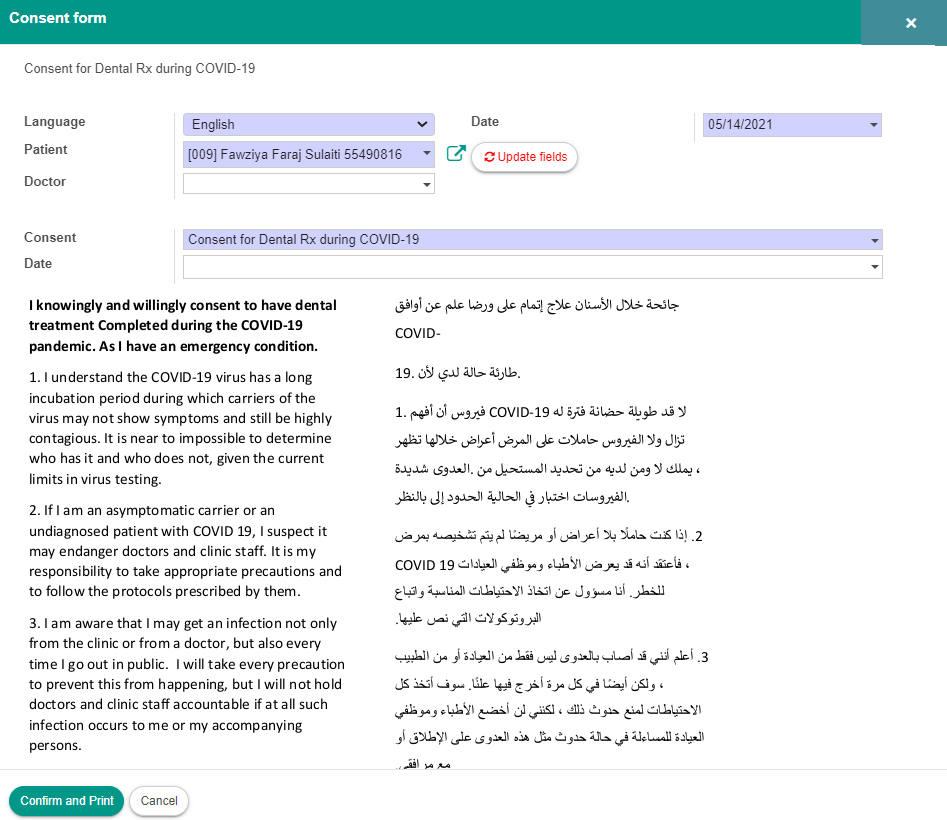 Consent form
×
Consent for Dental Rx during COVID-19
Language
English
Date
05/14/2021
Patient
[009] Fawziya Faraj Sulaiti 55490816
Update fields
Doctor
Consent
Consent for Dental Rx during COVID-19
Date
I knowingly and willingly consent to have dental
treatment Completed during the COVID-19
pandemic. As I have an emergency condition.
1. I understand the COVID-19 virus has a long
incubation period during which carriers of the
virus may not show symptoms and still be highly
contagious. It is near to impossible to determine
who has it and who does not, given the current
limits in virus testing.
2. If I am an asymptomatic carrier or an
undiagnosed patient with COVID 19, I suspect it
may endanger doctors and clinic staff. It is my
responsibility to take appropriate precautions and
to follow the protocols prescribed by them.
3. I am aware that I may get an infection not only
from the clinic or from a doctor, but also every
time I go out in public.  I will take every precaution
to prevent this from happening, but I will not hold
doctors and clinic staff accountable if at all such
infection occurs to me or my accompanying
persons.
جائحة خلال الأسنان علاج إتمام على ورضا علم عن أوافق
COVID-
19. طارئة حالة لدي لأن.
1. لا قد طويلة حضانة فترة له COVID-19 فيروس أن أفهم
تزال ولا الفيروس حاملات على المرض أعراض خلالها تظهر
، يملك لا ومن لديه من تحديد المستحيل من .العدوى شديدة
.الفيروسات اختبار في الحالية الحدود إلى بالنظر
2. إذا كنت حاملًا بلا أعراض أو مريضًا لم يتم تشخيصه بمرض
COVID 19 ، فأعتقد أنه قد يعرض الأطباء وموظفي العيادات
للخطر. أنا مسؤول عن اتخاذ الاحتياطات المناسبة واتباع
البروتوكولات التي نص عليها.
3. أعلم أنني قد أصاب بالعدوى ليس فقط من العيادة أو من الطبيب
، ولكن أيضًا في كل مرة أخرج فيها علنًا. سوف أتخذ كل
الاحتياطات لمنع حدوث ذلك ، لكنني لن أخضع الأطباء وموظفي
العيادة للمساءلة في حالة حدوث مثل هذه العدوى على الإطلاق أو
مع مرافقي
Confirm and Print
Cancel